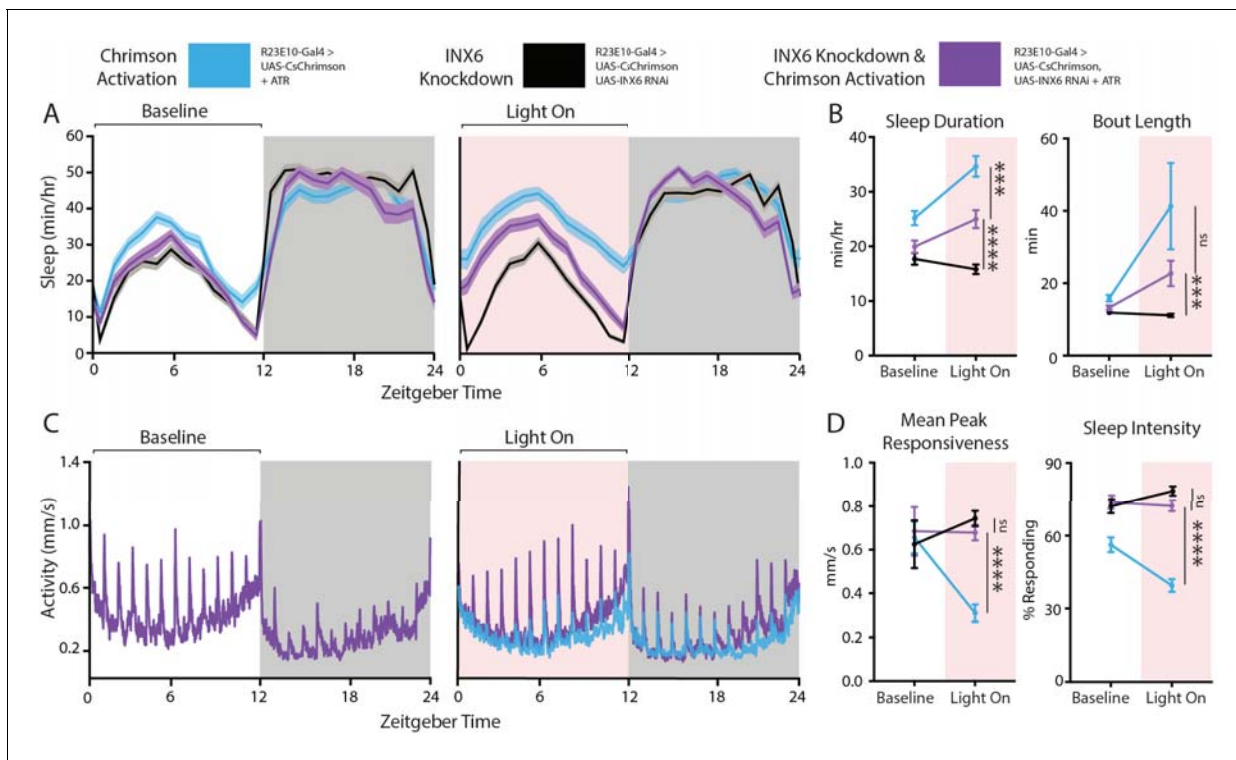 Chrimson
Activation
R23E10-Gal4 >
UAS-CsChrimson
+ ATR
INX6
Knockdown
R23E10-Gal4 >
UAS-CsChrimson
UAS-INX6 RNAi
INX6 Knockdown &
Chrimson Activation
R23E10-Gal4 >
UAS-CsChrimson,
UAS-INX6 RNAi + ATR
A
Baseline
Light On
Sleep (min/hr)
60
50
40
30
20
10
0
0 6 12 18 24
0 6 12 18 24
Zeitgeber Time
B
Sleep Duration
min/hr
40
30
20
10
0
****
****
Baseline Light On
Bout Length
min
60
40
20
0
ns
***
Baseline Light On
C
Baseline
Light On
Activity (mm/s)
1.4
1.0
0.6
0.2
0 6 12 18 24
0 6 12 18 24
Zeitgeber Time
D
Mean Peak
Responsiveness
mm/s
1.0
0.8
0.6
0.4
0.2
0.0
ns
****
Baseline Light On
Sleep Intensity
% Responding
90
60
30
0
ns
****
Baseline Light On